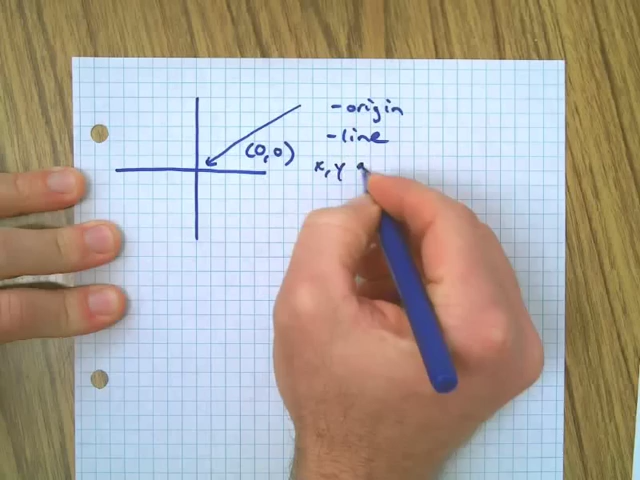 -origin
-line
(0,0)
x, y